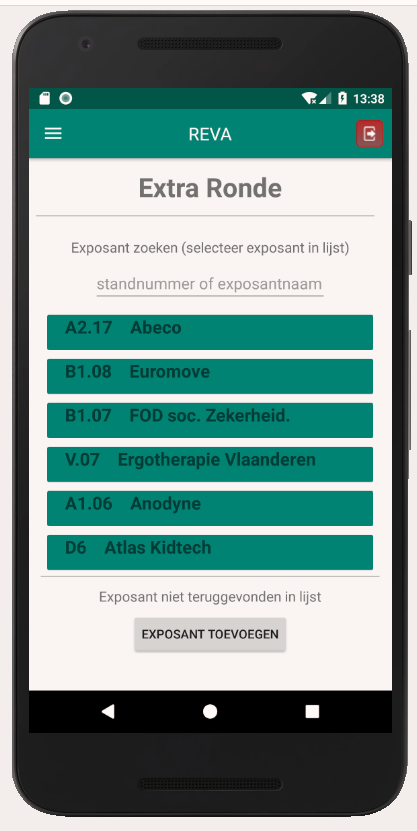 13:38
REVA
Extra Ronde
Exposant zoeken (selecteer exposant in lijst)
standnummer of exposantnaam
A2.17 Abeco
B1.08 Euromove
B1.07 FOD soc. Zekerheid.
V.07 Ergotherapie Vlaanderen
A1.06 Anodyne
D6 Atlas Kidtech
Exposant niet teruggevonden in lijst
EXPOSANT TOEVOEGEN